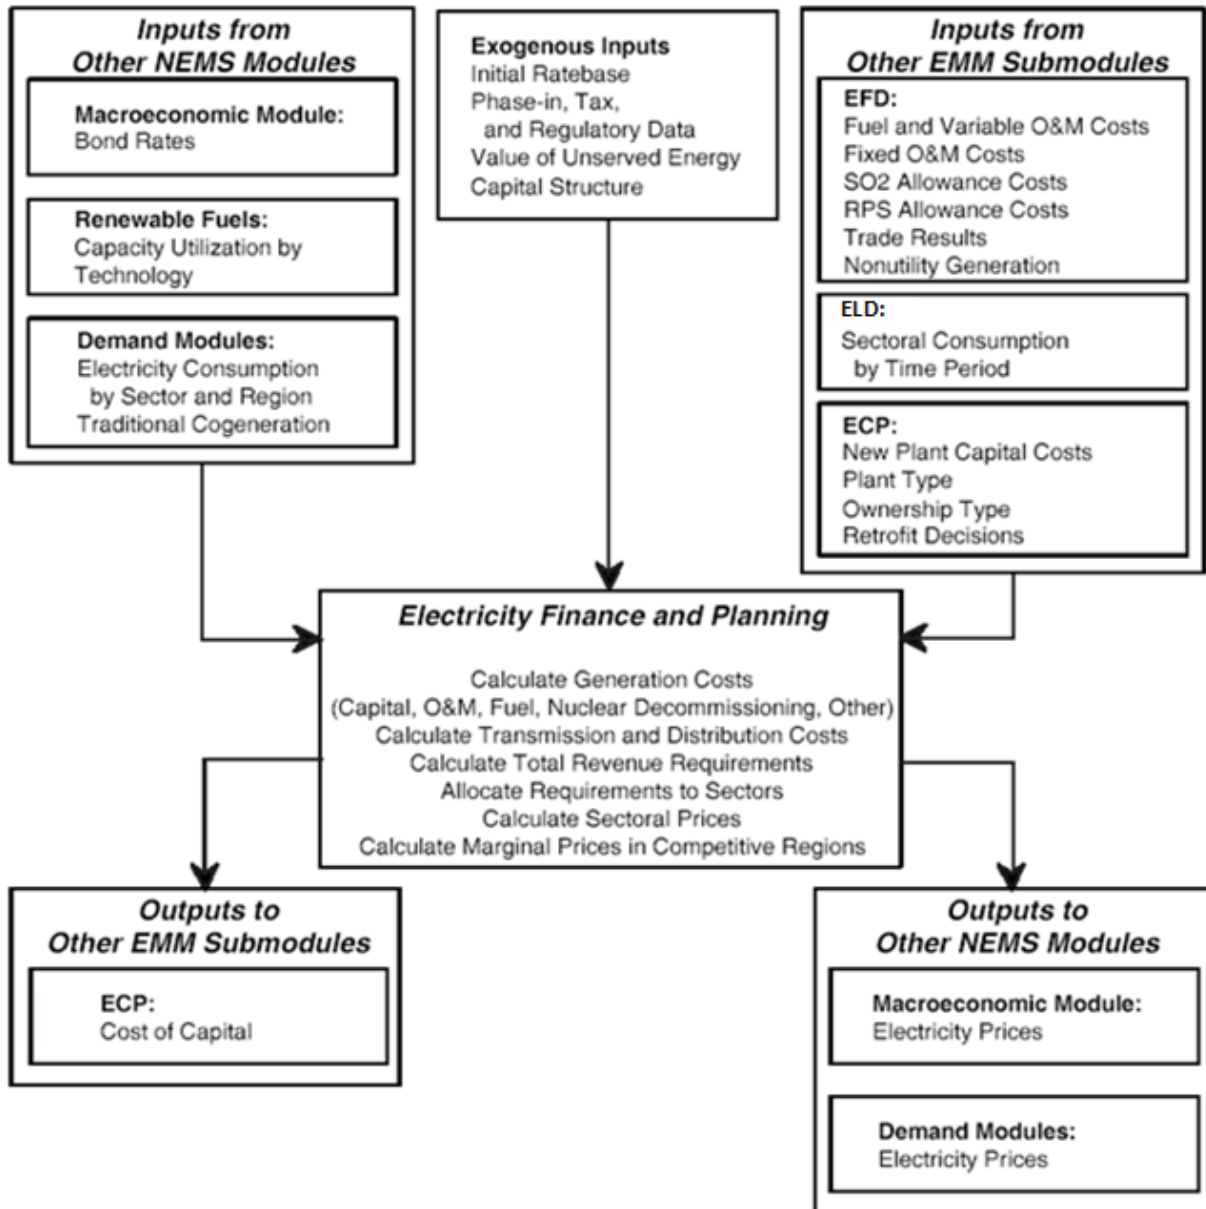 Inputs from
Other NEMS Modules
Macroeconomic Module:
Bond Rates
Renewable Fuels:
Capacity Utilization by
Technology
Demand Modules:
Electricity Consumption
by Sector and Region
Traditional Cogeneration
Exogenous Inputs
Initial Ratebase
Phase-in, Tax,
and Regulatory Data
Value of Unserved Energy
Capital Structure
Inputs from
Other EMM Submodules
EFD:
Fuel and Variable O&M Costs
Fixed O&M Costs
SO2 Allowance Costs
RPS Allowance Costs
Trade Results
Nonutility Generation
ELD:
Sectoral Consumption
by Time Period
ECP:
New Plant Capital Costs
Plant Type
Ownership Type
Retrofit Decisions
Electricity Finance and Planning
Calculate Generation Costs
(Capital, O&M, Fuel, Nuclear Decommissioning, Other)
Calculate Transmission and Distribution Costs
Calculate Total Revenue Requirements
Allocate Requirements to Sectors
Calculate Sectoral Prices
Calculate Marginal Prices in Competitive Regions
Outputs to
Other EMM Submodules
ECP:
Cost of Capital
Outputs to
Other NEMS Modules
Macroeconomic Module:
Electricity Prices
Demand Modules:
Electricity Prices